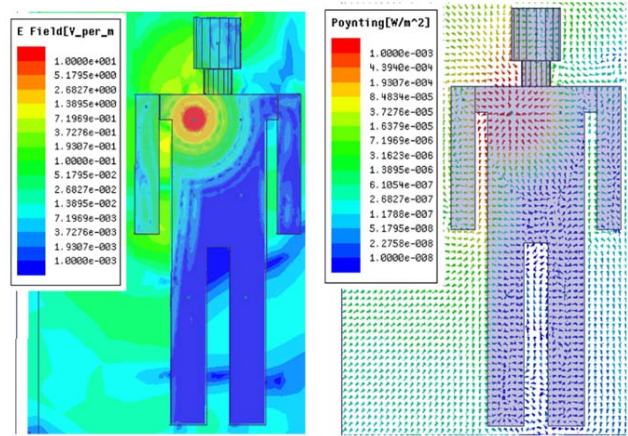 E Field[V_per_m
1.0000e+001
5.1795e+000
2.6827e+000
1.3895e+000
7.1969e-001
3.7276e-001
1.9307e-001
1.0000e-001
5.1795e-002
2.6827e-002
1.3895e-002
7.1969e-003
3.7276e-003
1.9307e-003
1.0000e-003
Poynting[W/m^2]
1.0000e-003
4.3940e-004
1.9307e-004
8.4834e-005
3.7276e-005
1.6379e-005
7.1969e-006
3.1623e-006
1.3895e-006
6.1054e-007
2.6827e-007
1.1788e-007
5.1795e-008
2.2758e-008
1.0000e-008